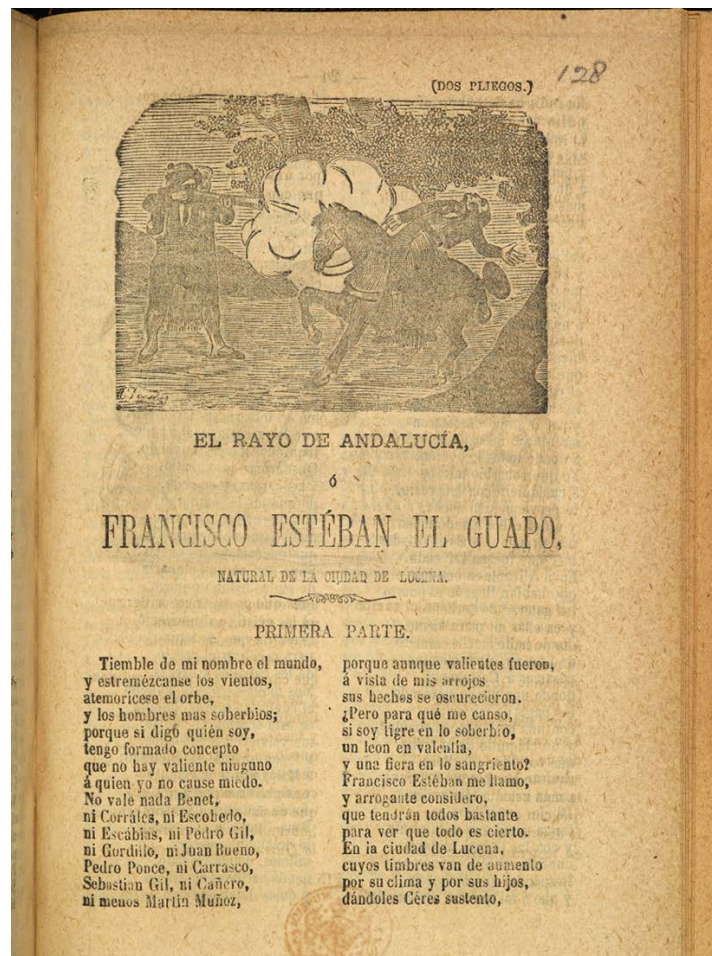 128
(DOS PLIEGOS.)
EL RAYO DE ANDALUCÍA,
ó
FRANCISCO ESTÉBAN EL GUAPO,
NATURAL DE LA CIUDAD DE LUCENA.
PRIMERA PARTE.
Tiemble de mi nombre el mundo,
y estremézcanse los vientos,
atemoricese el orbe,
y los hombres mas soberbios;
porque si digo quién soy,
tengo formado concepto
que no hay valiente ninguno
á quien yo no cause miedo.
No vale nada Benet,
ni Corráles, ni Escobedo,
ni Escábias, ni Pedro Gil,
ni Gordillo, ni Juan Bueno,
Pedro Ponce, ni Carrasco,
Sebastian Gil, ni Cañero,
ni menos Martin Muñoz,
porque aunque valientes fueron,
á vista de mis arrojos
sus hechos se oscurecieron.
¿Pero para qué me canso,
si soy tigre en lo soberbio,
un leon en valentía,
y una fiera en lo sangriento?
Francisco Estéban me llamo,
y arrogante considero,
que tendrán todos bastante
para ver que todo es cierto.
En la ciudad de Lucena,
cuyos timbres van de aumento
por su clima y por sus hijos,
dándoles Céres sustento,